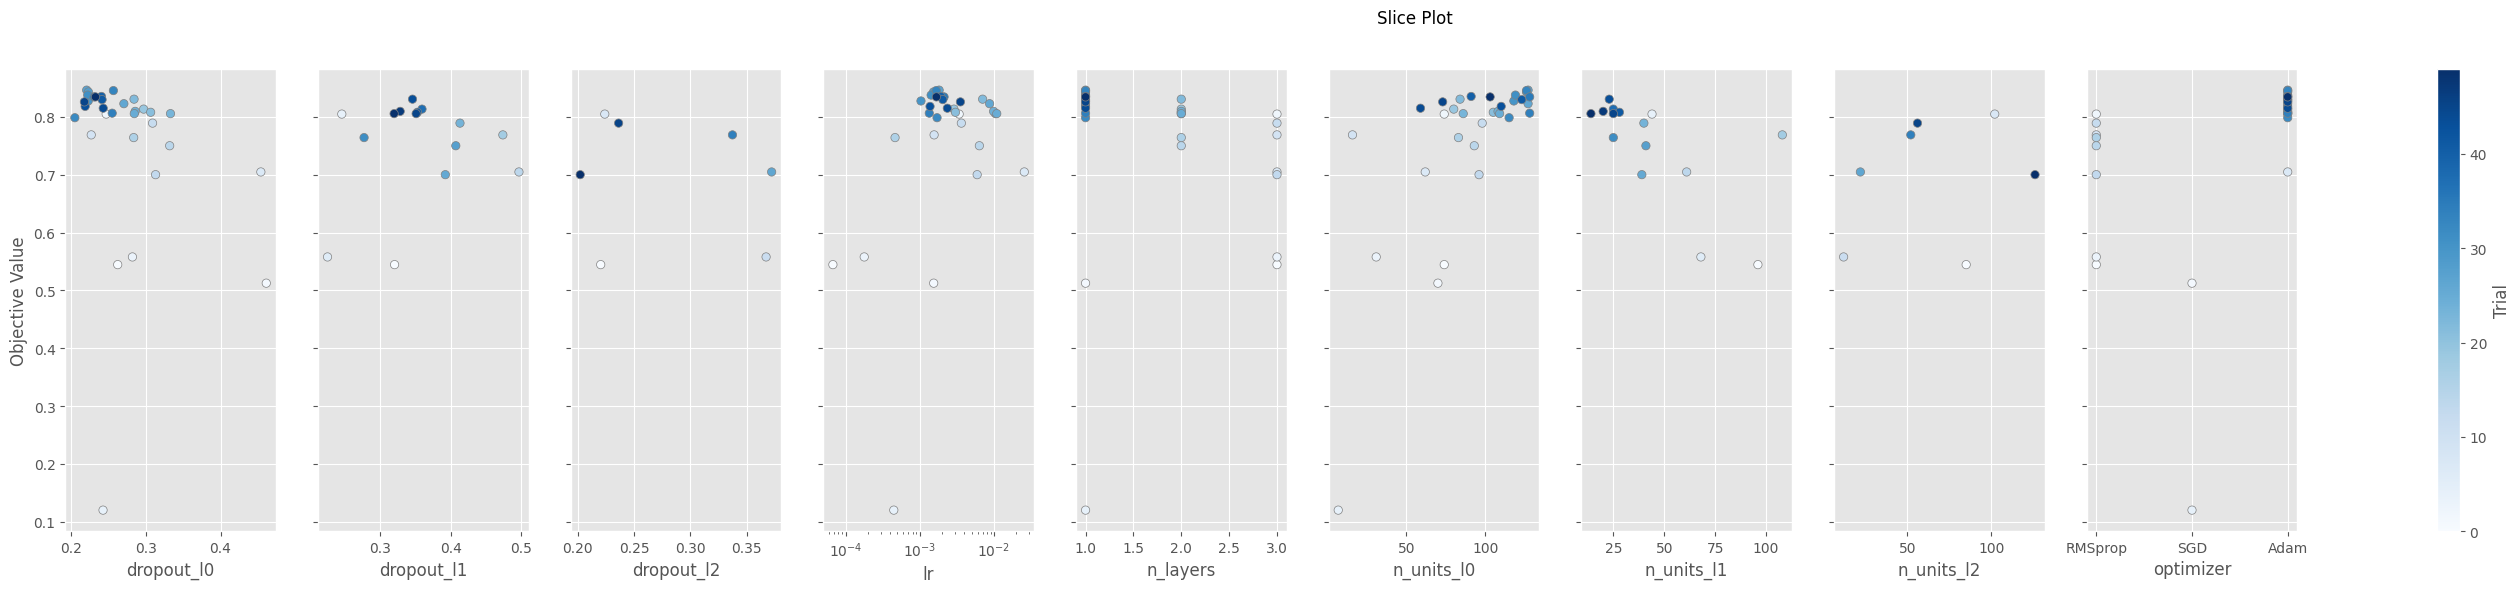 Slice Plot
Objective Value
0.8
0.7
0.6
0.5
0.4
0.3
0.2
0.1
0.2 0.3 0.4
dropout_l0
0.3 0.4 0.5
dropout_l1
0.20 0.25 0.30 0.35
dropout_l2
10⁻⁴ 10⁻³ 10⁻²
lr
1.0 1.5 2.0 2.5 3.0
n_layers
50 100
n_units_l0
25 50 75 100
n_units_l1
50 100
n_units_l2
RMSprop SGD Adam
optimizer
40
30
20
10
0
Trial